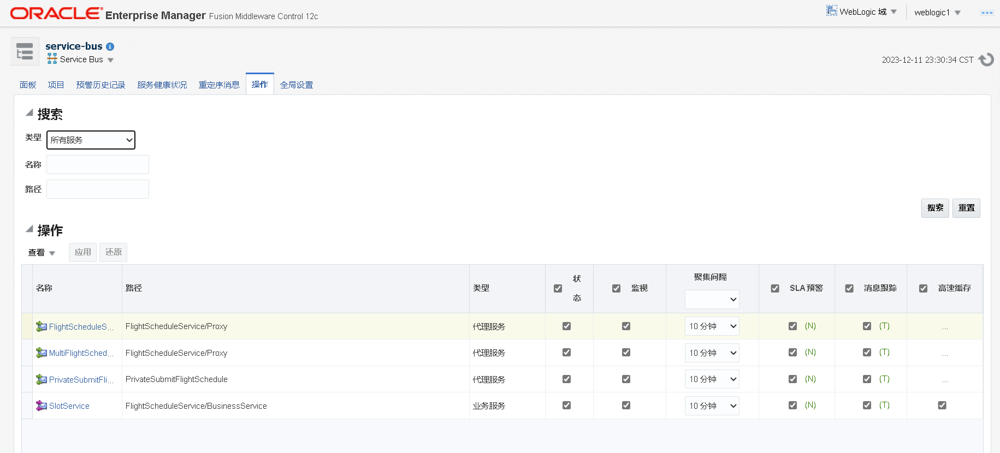 ORACLE Enterprise Manager Fusion Middleware Control 12c
WebLogic 域
weblogic1
service-bus
Service Bus
2023-12-11 23:30:34 CST
面板 项目 预警历史记录 服务健康状况 重定序消息 操作 全局设置
搜索
类型 所有服务
名称
路径
搜索 重置
操作
查看 应用 还原
名称 路径 类型 状态 监视 聚集间隔 SLA 预警 消息跟踪 高速缓存
FlightScheduleS... FlightScheduleService/Proxy 代理服务 10 分钟 (N) (T) ...
MultiFlightSched... FlightScheduleService/Proxy 代理服务 10 分钟 (N) (T) ...
PrivateSubmitFli... PrivateSubmitFlightSchedule 代理服务 10 分钟 (N) (T) ...
SlotService FlightScheduleService/BusinessService 业务服务 10 分钟 (N) (T)